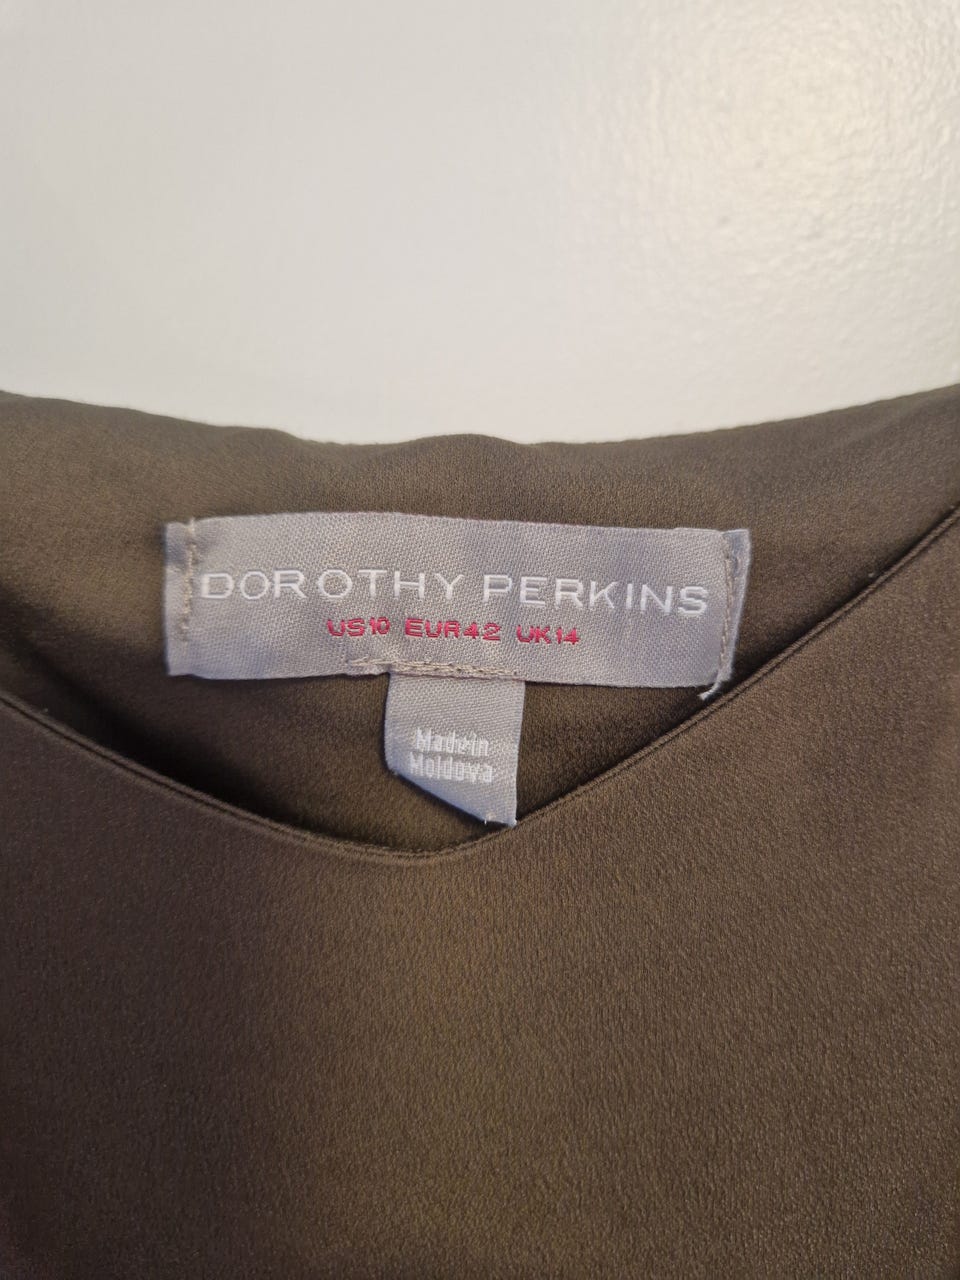 DOROTHY PERKINS
US10 EUR42 UK14
Made in
Moldova